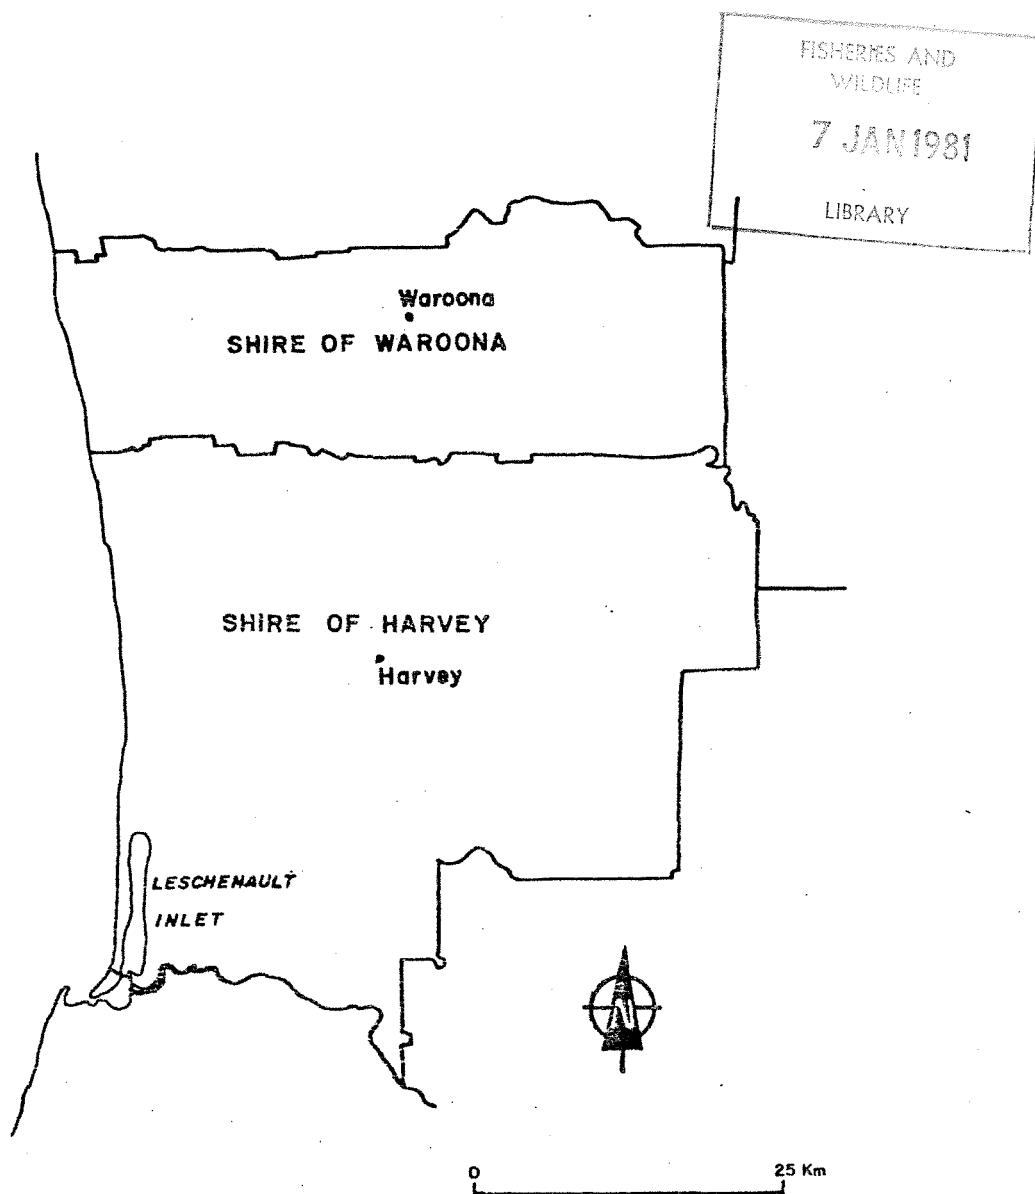 FISHERIES AND
WILDLIFE
7 JAN 1981
LIBRARY
Waroona
SHIRE OF WAROONA
SHIRE OF HARVEY
Harvey
LESCHENAULT
INLET
N
0 25 Km